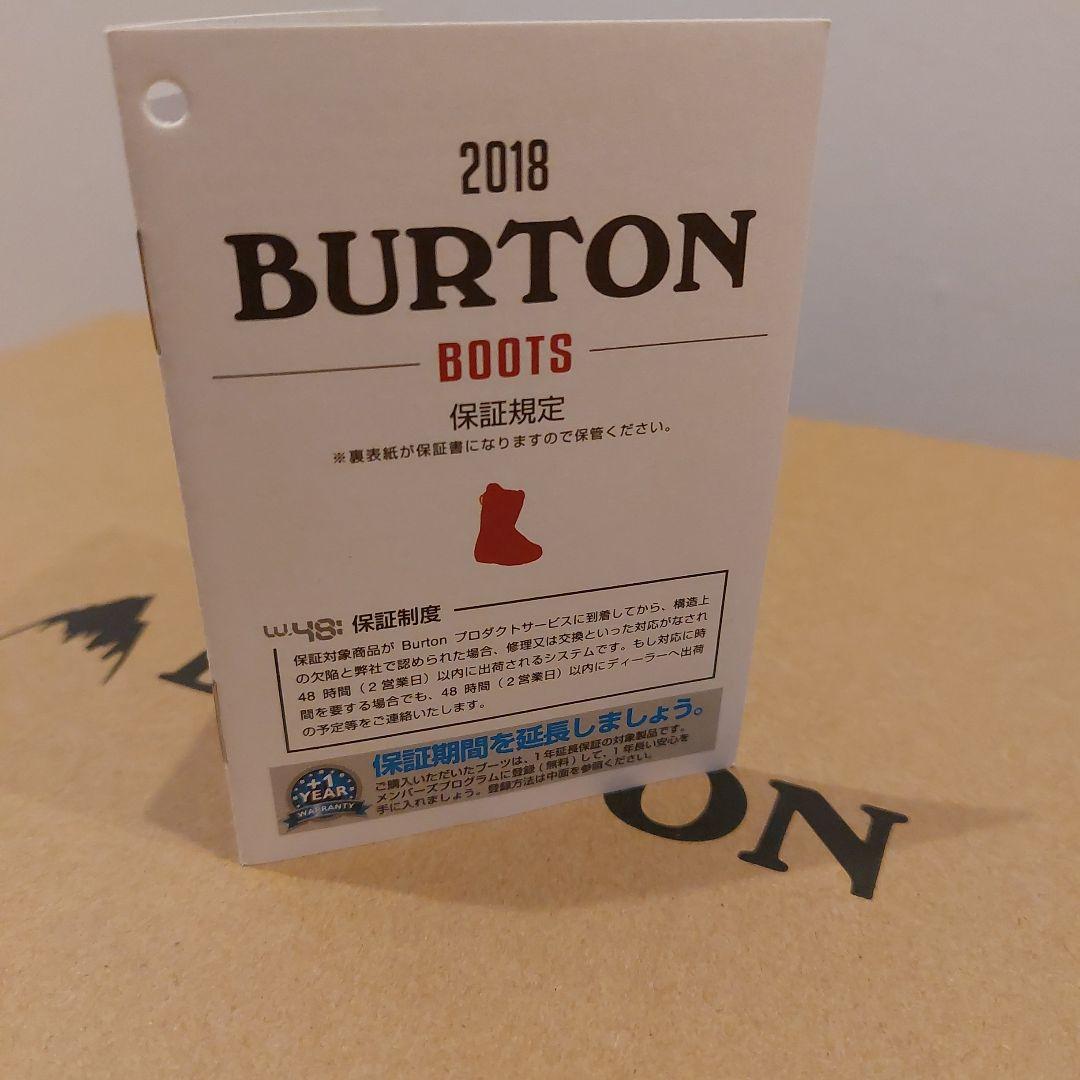 2018
BURTON
BOOTS
保証規定
※裏表紙が保証書になりますので保管ください。
w.48: 保証制度
保証対象商品が Burton プロダクトサービスに到着してから、構造上
の欠陥と弊社で認められた場合、修理又は交換といった対応がなされ
48 時間（2 営業日）以内に出荷されるシステムです。もし対応に時
間を要する場合でも、48 時間（2 営業日）以内にディーラーへ出荷
の予定等をご連絡いたします。
+1
YEAR
WARRANTY
保証期間を延長しましょう。
ご購入いただいたブーツは、1年延長保証の対象製品です。
メンバーズプログラムに登録(無料)して、1年長い安心を
手に入れましょう。登録方法は中面を参照ください。
ON